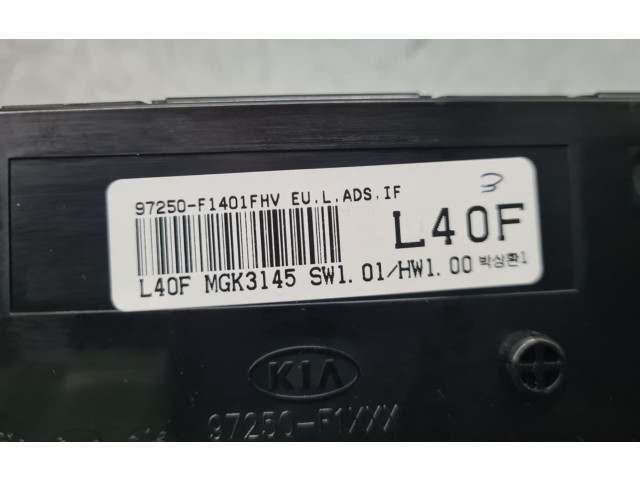 3
97250-F1401FHV EU.L.ADS.IF
L40F
L40F MGK3145 SW1.01/HW1.00 박상환1
KIA
97250-F1XXX